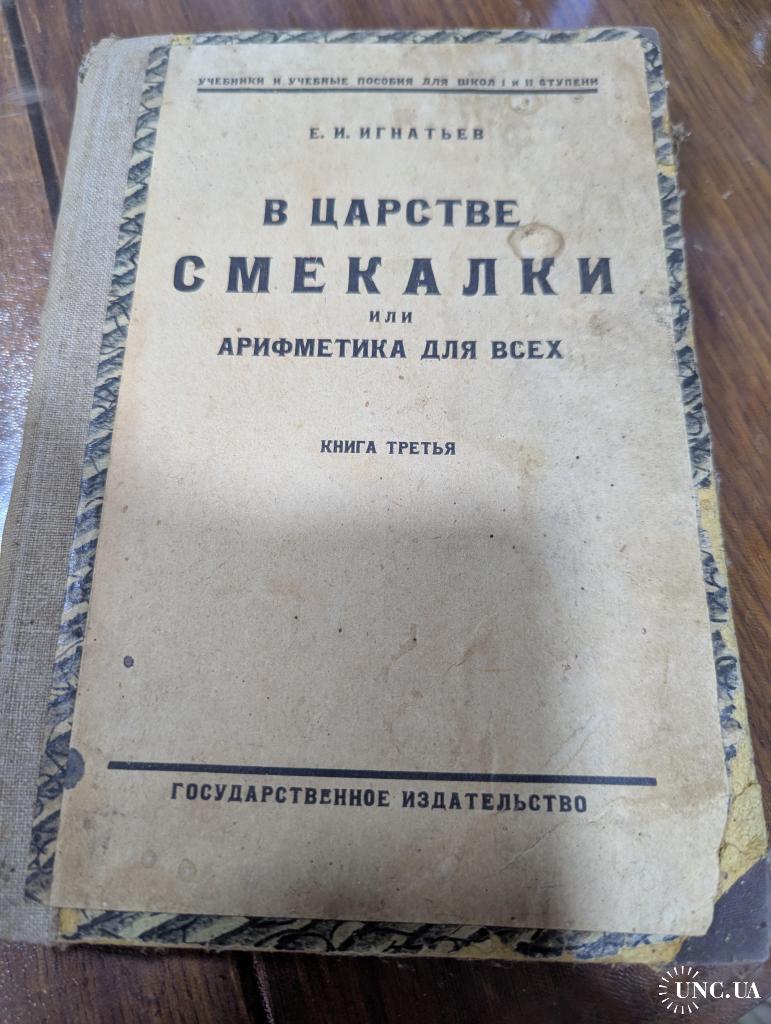 УЧЕБНИКИ И УЧЕБНЫЕ ПОСОБИЯ ДЛЯ ШКОЛ I и II СТУПЕНИ
Е. И. ИГНАТЬЕВ
В ЦАРСТВЕ
СМЕКАЛКИ
ИЛИ
АРИФМЕТИКА ДЛЯ ВСЕХ
КНИГА ТРЕТЬЯ
ГОСУДАРСТВЕННОЕ ИЗДАТЕЛЬСТВО
UNC.UA